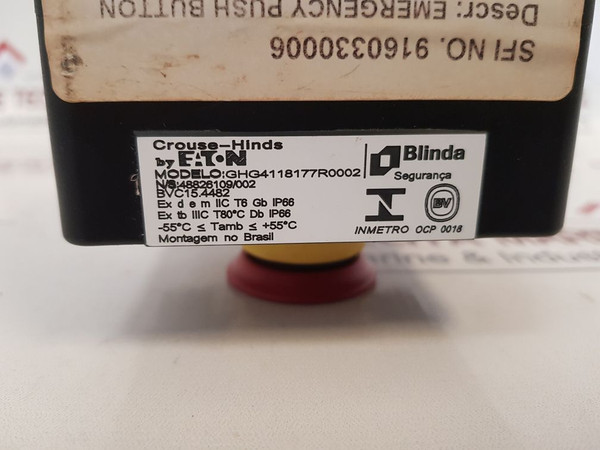 Descr: EMERGENCY PUSH BUTTON
SFI NO. 9160330006
Crouse-Hinds
by EATON
MODELO:GHG4118177R0002
N/S:48826109/002
BVC15.4482
Ex d e m IIC T6 Gb IP66
Ex tb IIIC T80°C Db IP66
-55°C ≤ Tamb ≤ +55°C
Montagem no Brasil
Blinda
Segurança
BV
INMETRO OCP 0018